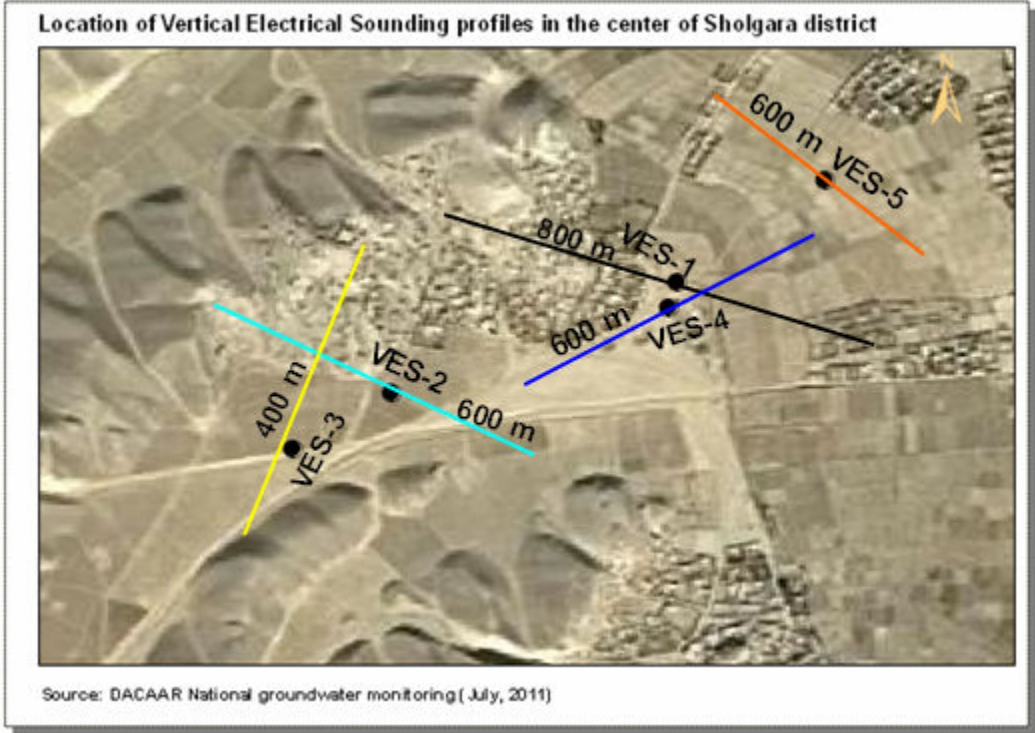 Location of Vertical Electrical Sounding profiles in the center of Sholgara district
N
600 m
VES-5
800 m
VES-1
600 m
VES-4
VES-2
400 m
600 m
VES-3
Source: DACAAR National groundwater monitoring ( July, 2011)